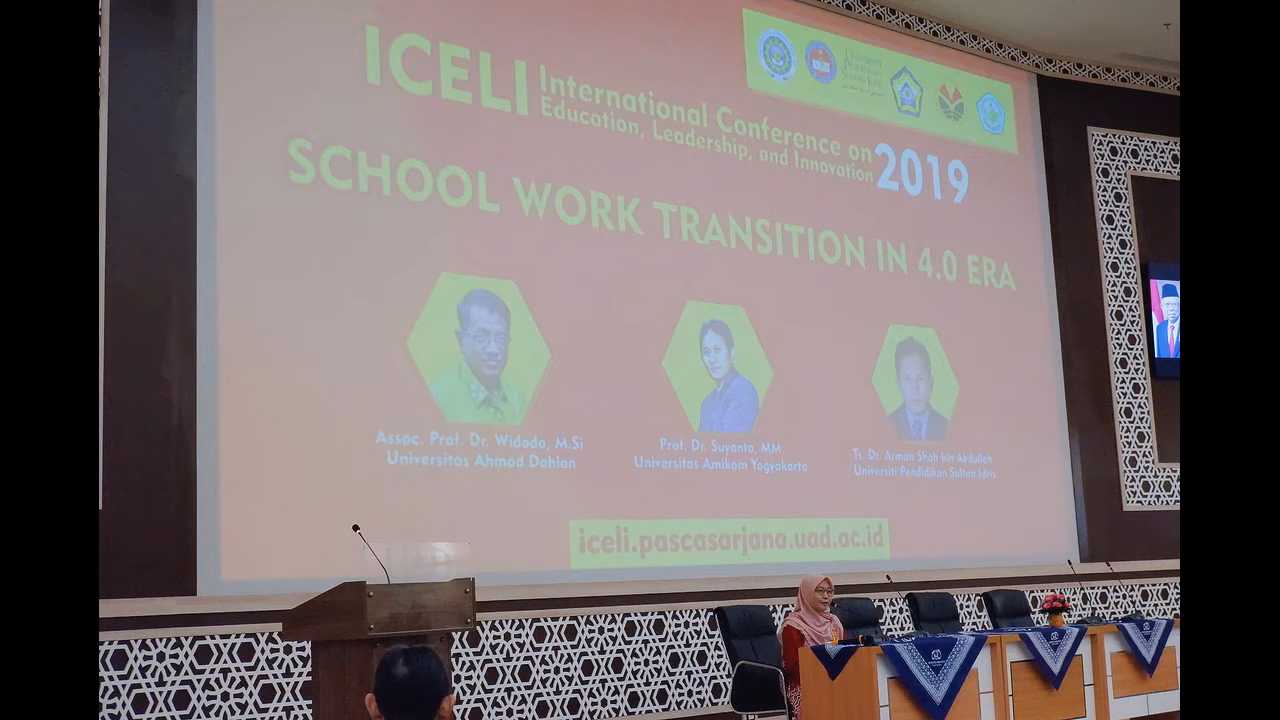 ICELI
International Conference on
Education, Leadership, and Innovation
2019
SCHOOL WORK TRANSITION IN 4.0 ERA
Assoc. Prof. Dr. Widodo, M.Si
Universitas Ahmad Dahlan
Prof. Dr. Suyanto, MM.
Universitas Amikom Yogyakarta
Ts. Dr. Arman Shah bin Abdullah
Universiti Pendidikan Sultan Idris
iceli.pascasarjana.uad.ac.id